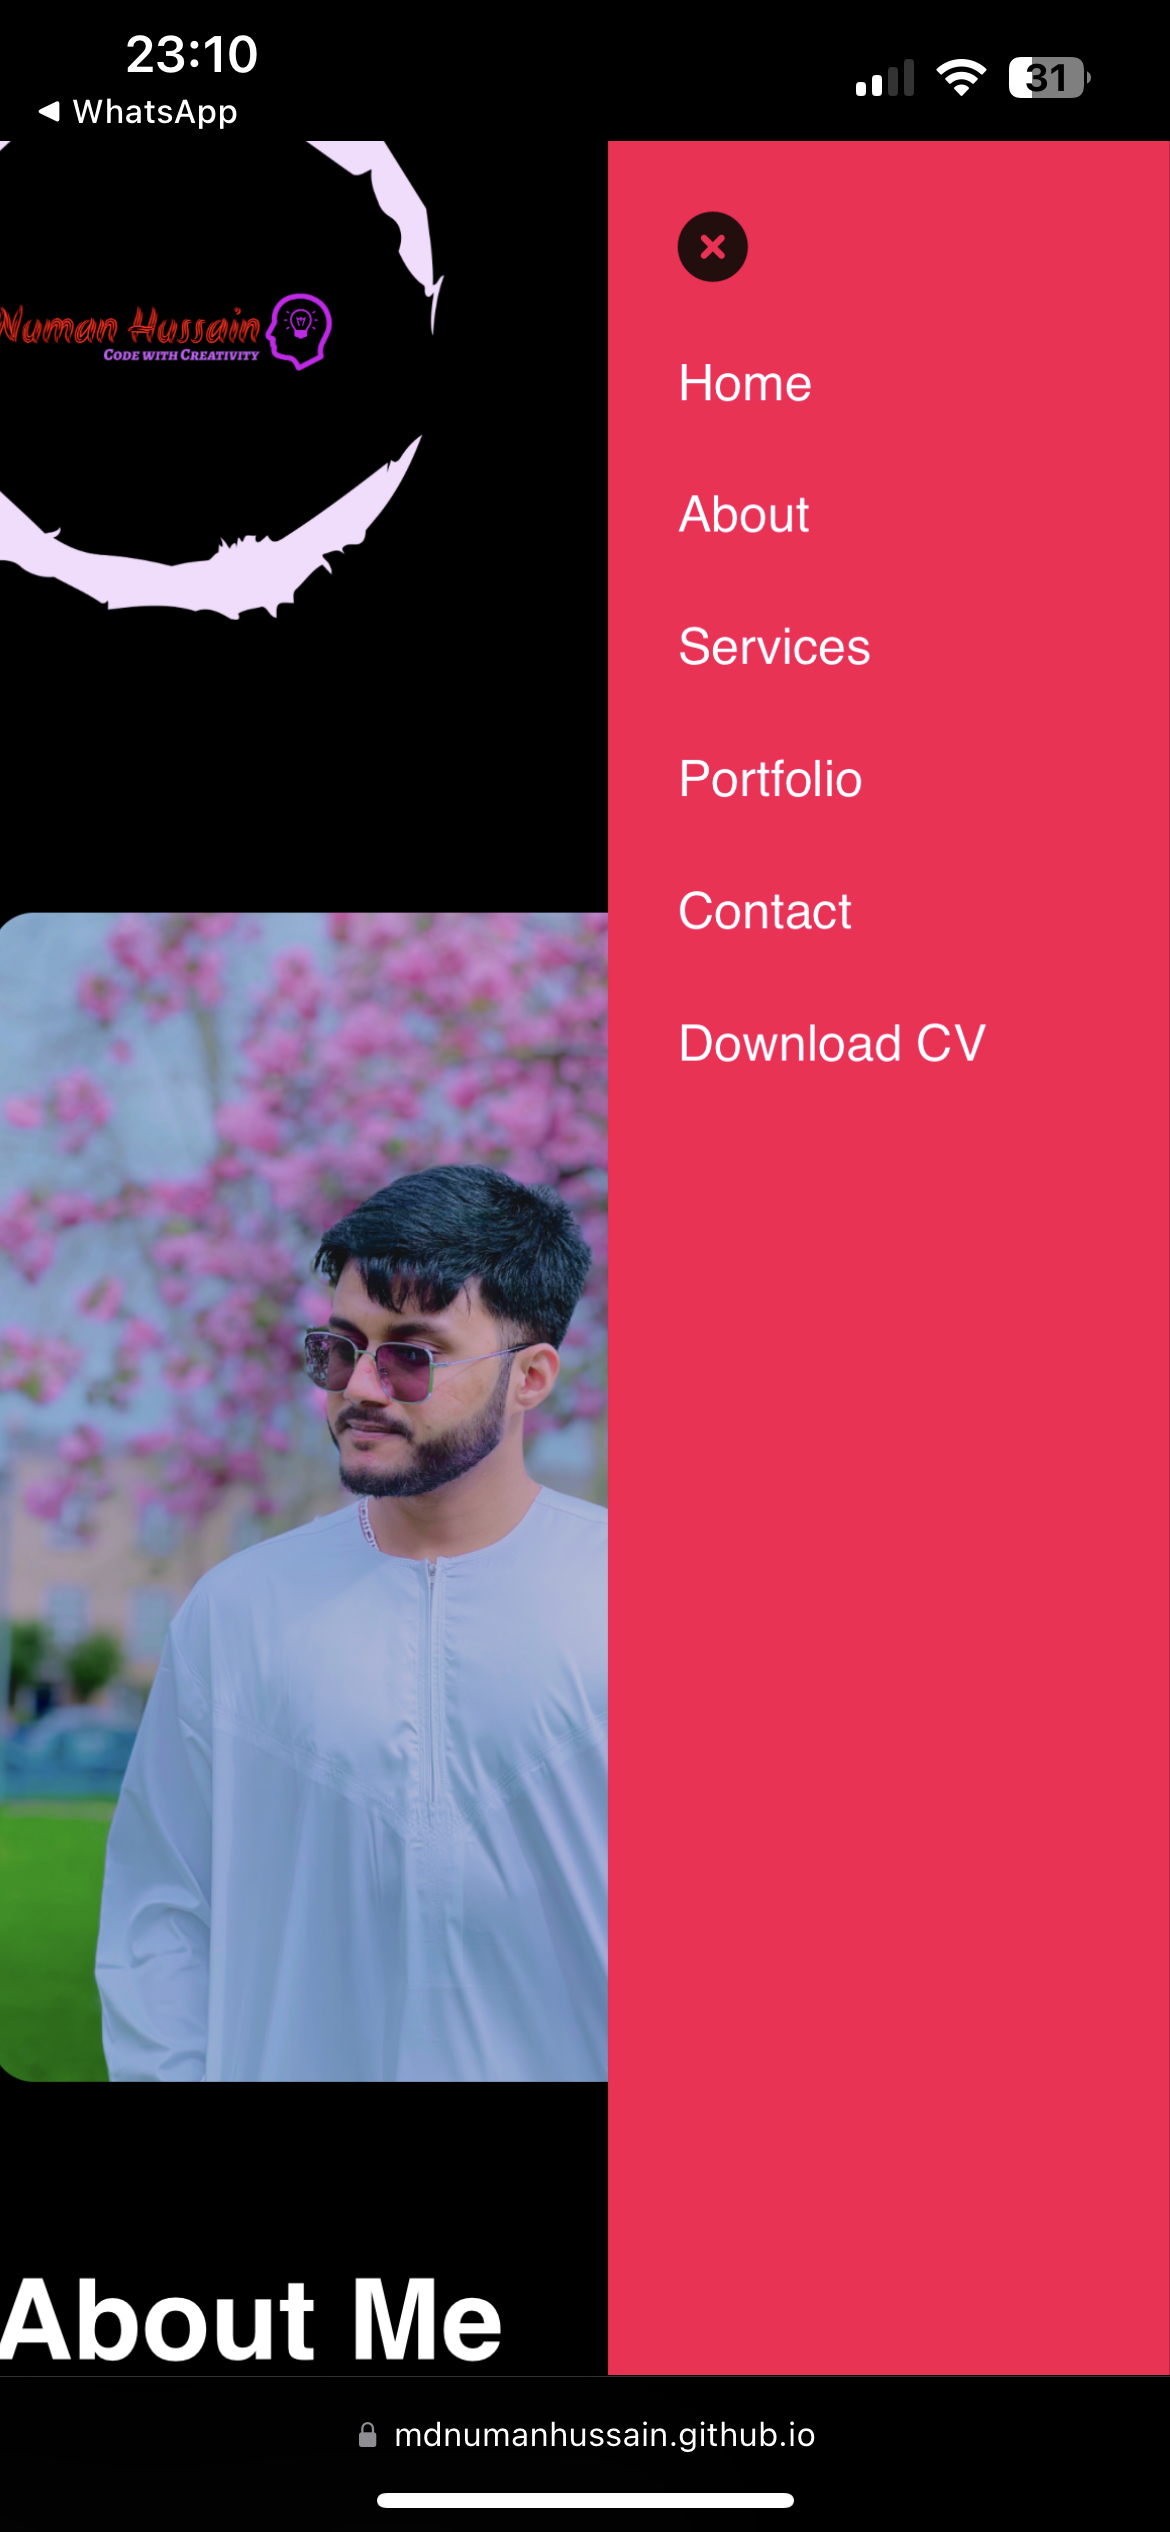 23:10
31
◀ WhatsApp
Numan Hussain
CODE WITH CREATIVITY
Home
About
Services
Portfolio
Contact
Download CV
About Me
mdnumanhussain.github.io